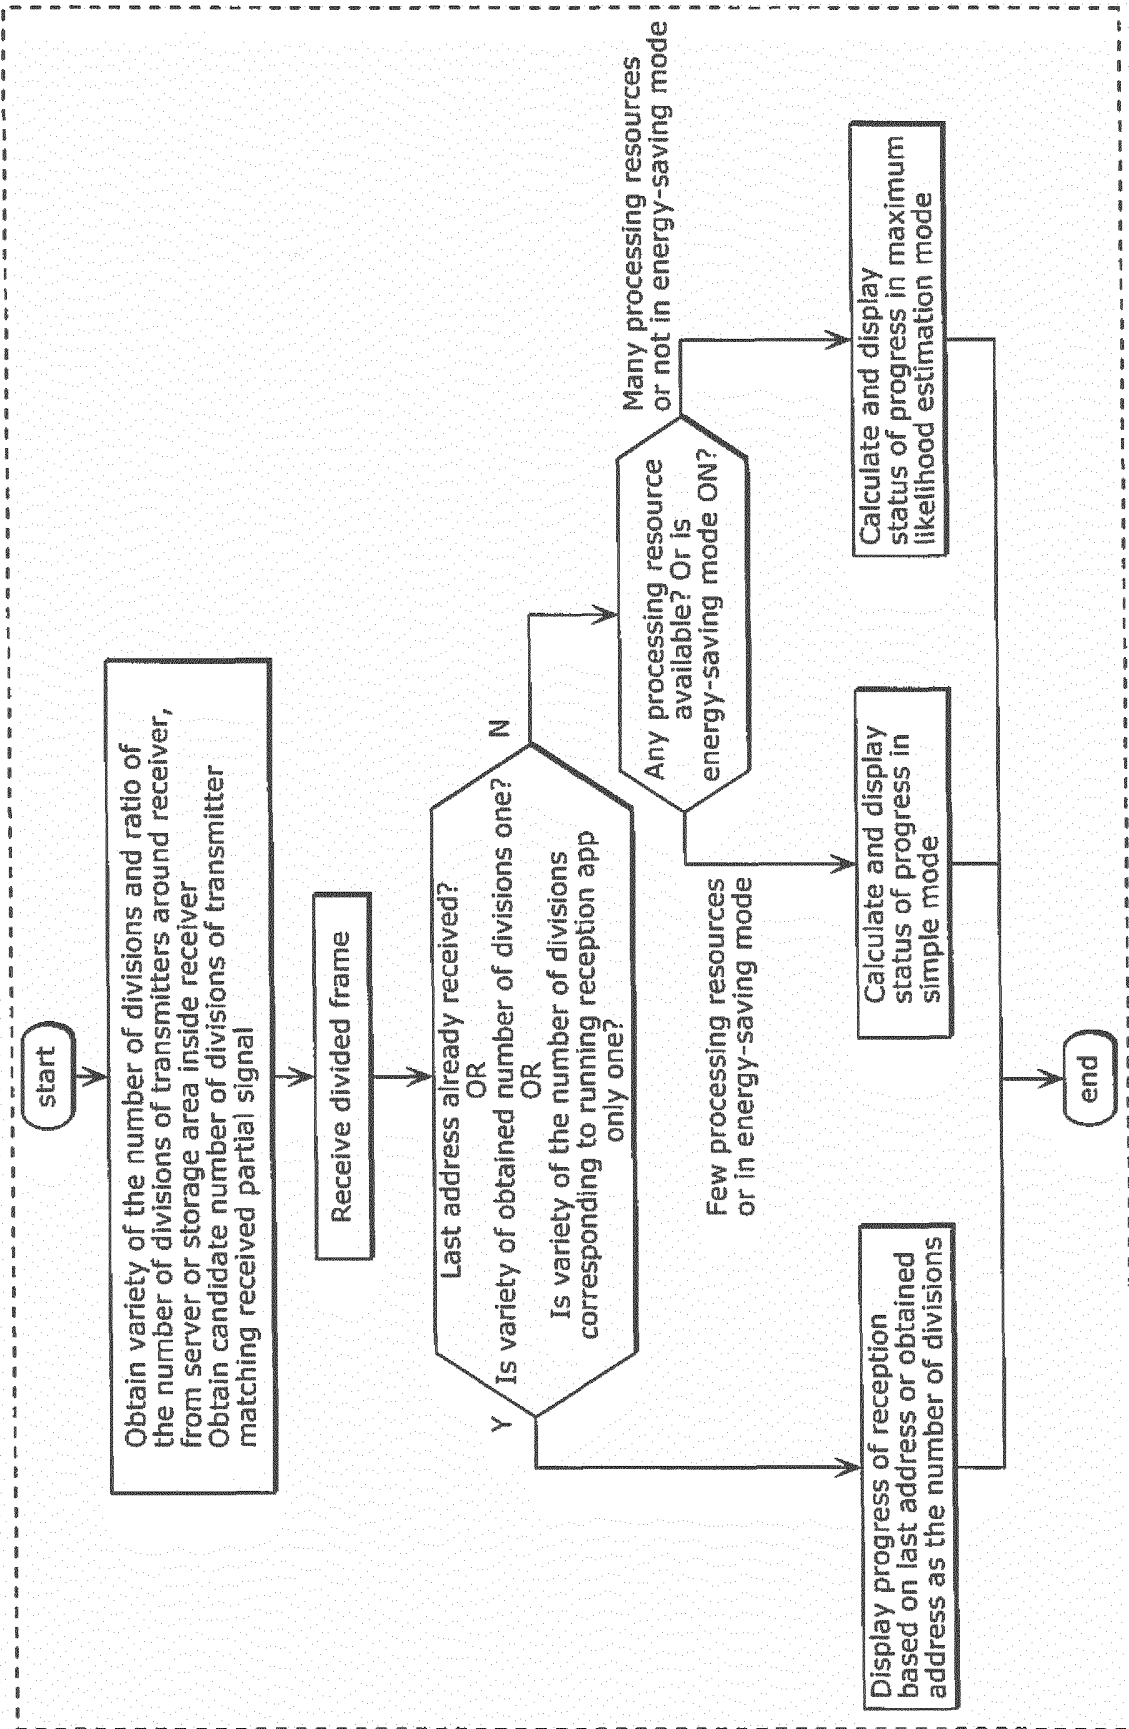 start
Obtain variety of the number of divisions and ratio of
the number of divisions of transmitters around receiver,
from server or storage area inside receiver
Obtain candidate number of divisions of transmitter
matching received partial signal
Receive divided frame
Last address already received?
OR
Is variety of obtained number of divisions one?
OR
Is variety of the number of divisions
corresponding to running reception app
only one?
Y
N
Any processing resource
available? Or is
energy-saving mode ON?
Few processing resources
or in energy-saving mode
Many processing resources
or not in energy-saving mode
Display progress of reception
based on last address or obtained
address as the number of divisions
Calculate and display
status of progress in
simple mode
Calculate and display
status of progress in maximum
likelihood estimation mode
end